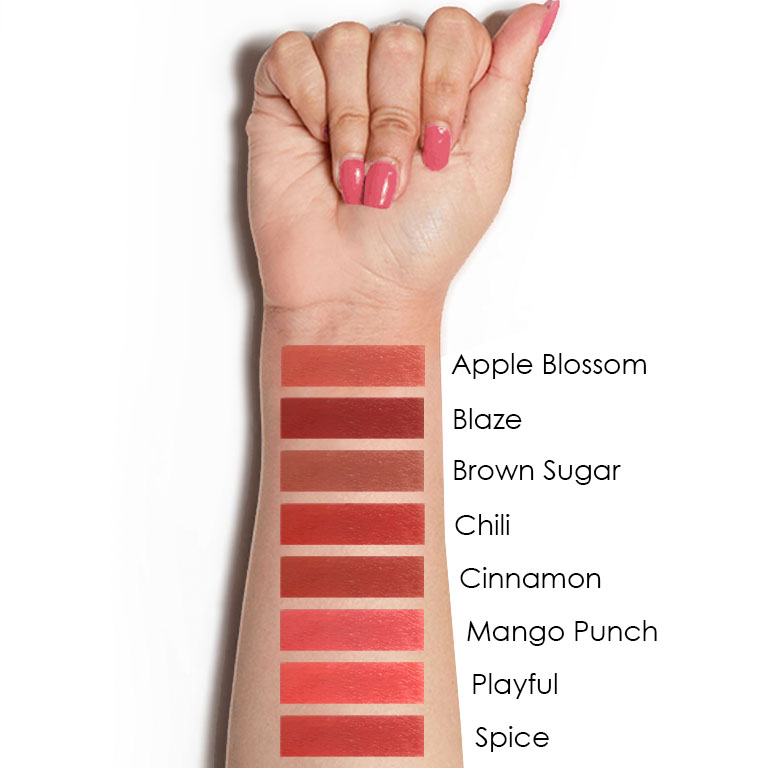 Apple Blossom
Blaze
Brown Sugar
Chili
Cinnamon
Mango Punch
Playful
Spice